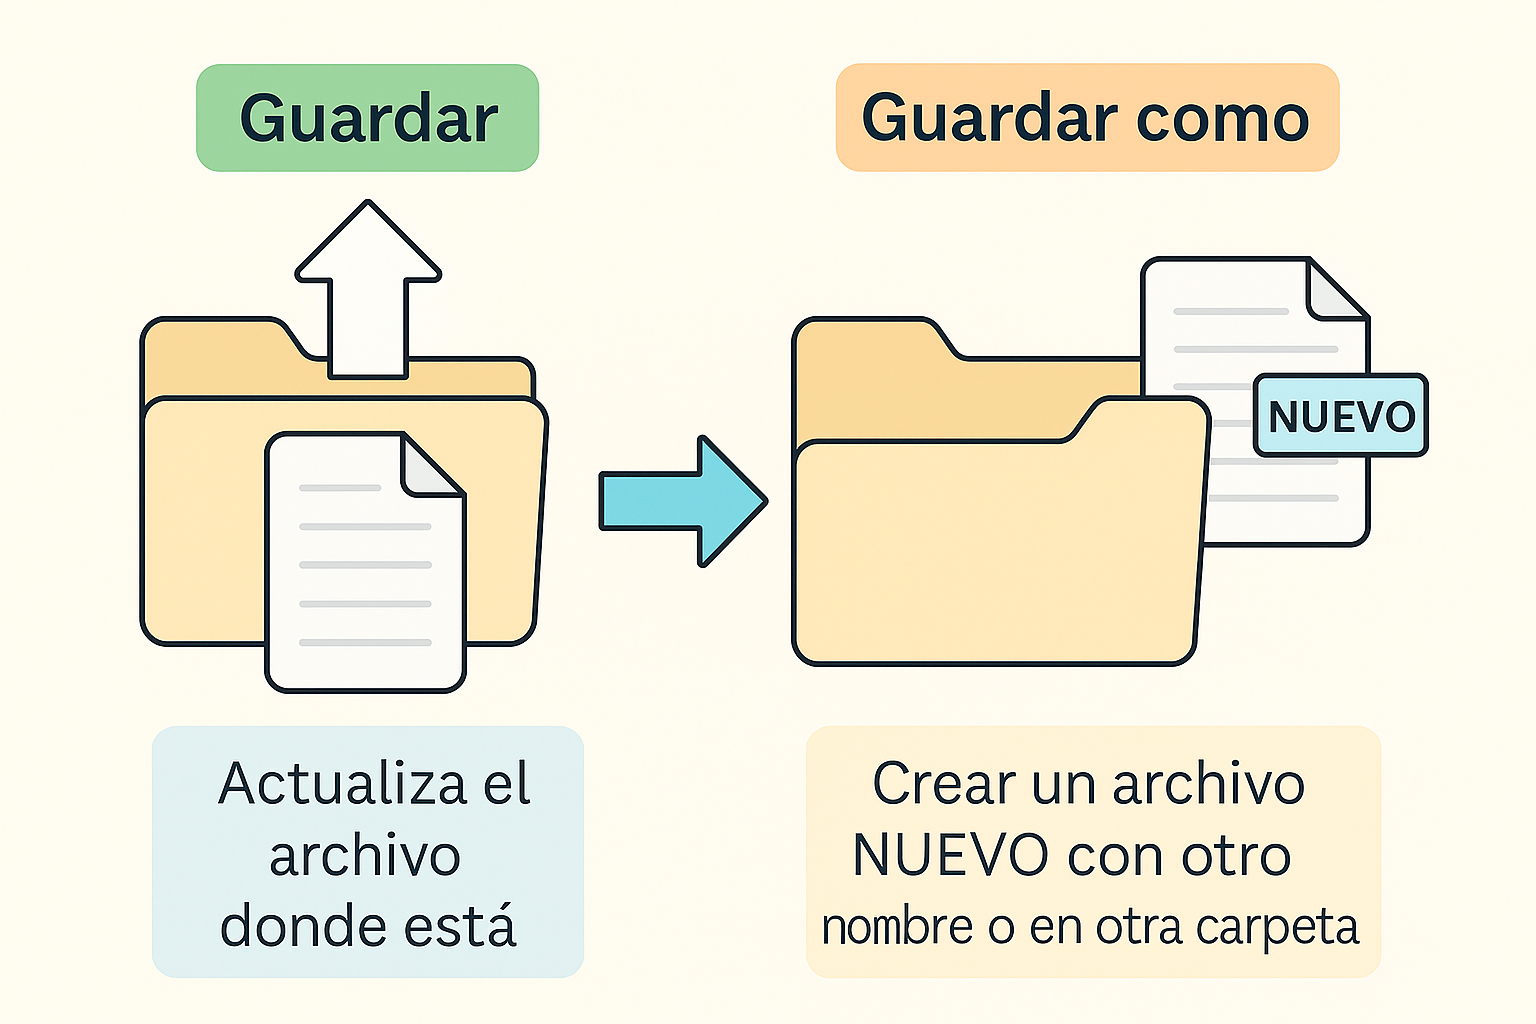 Guardar
Guardar como
NUEVO
Actualiza el
archivo
donde está
Crear un archivo
NUEVO con otro
nombre o en otra carpeta